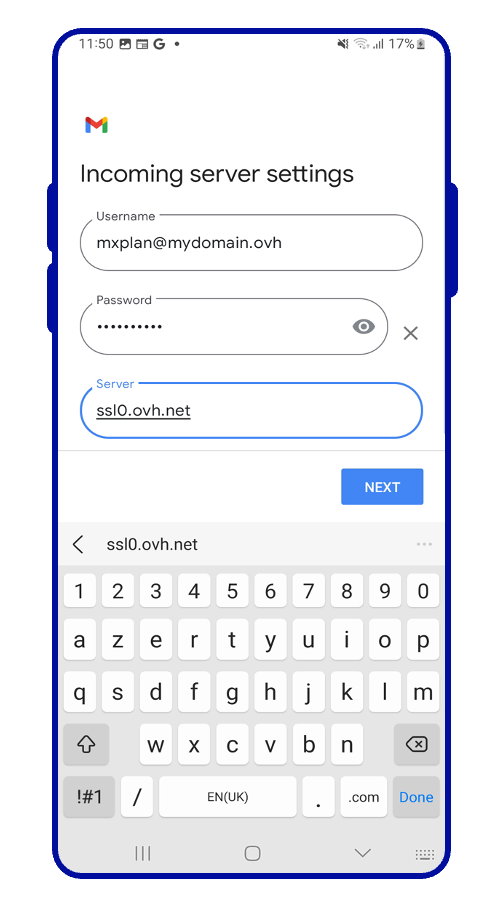 11:50 17%
Incoming server settings
Username
mxplan@mydomain.ovh
Password
••••••••••
Server
ssl0.ovh.net
NEXT
ssl0.ovh.net
1 2 3 4 5 6 7 8 9 0
a z e r t y u i o p
q s d f g h j k l m
w x c v b n
!#1 / EN(UK) . .com Done